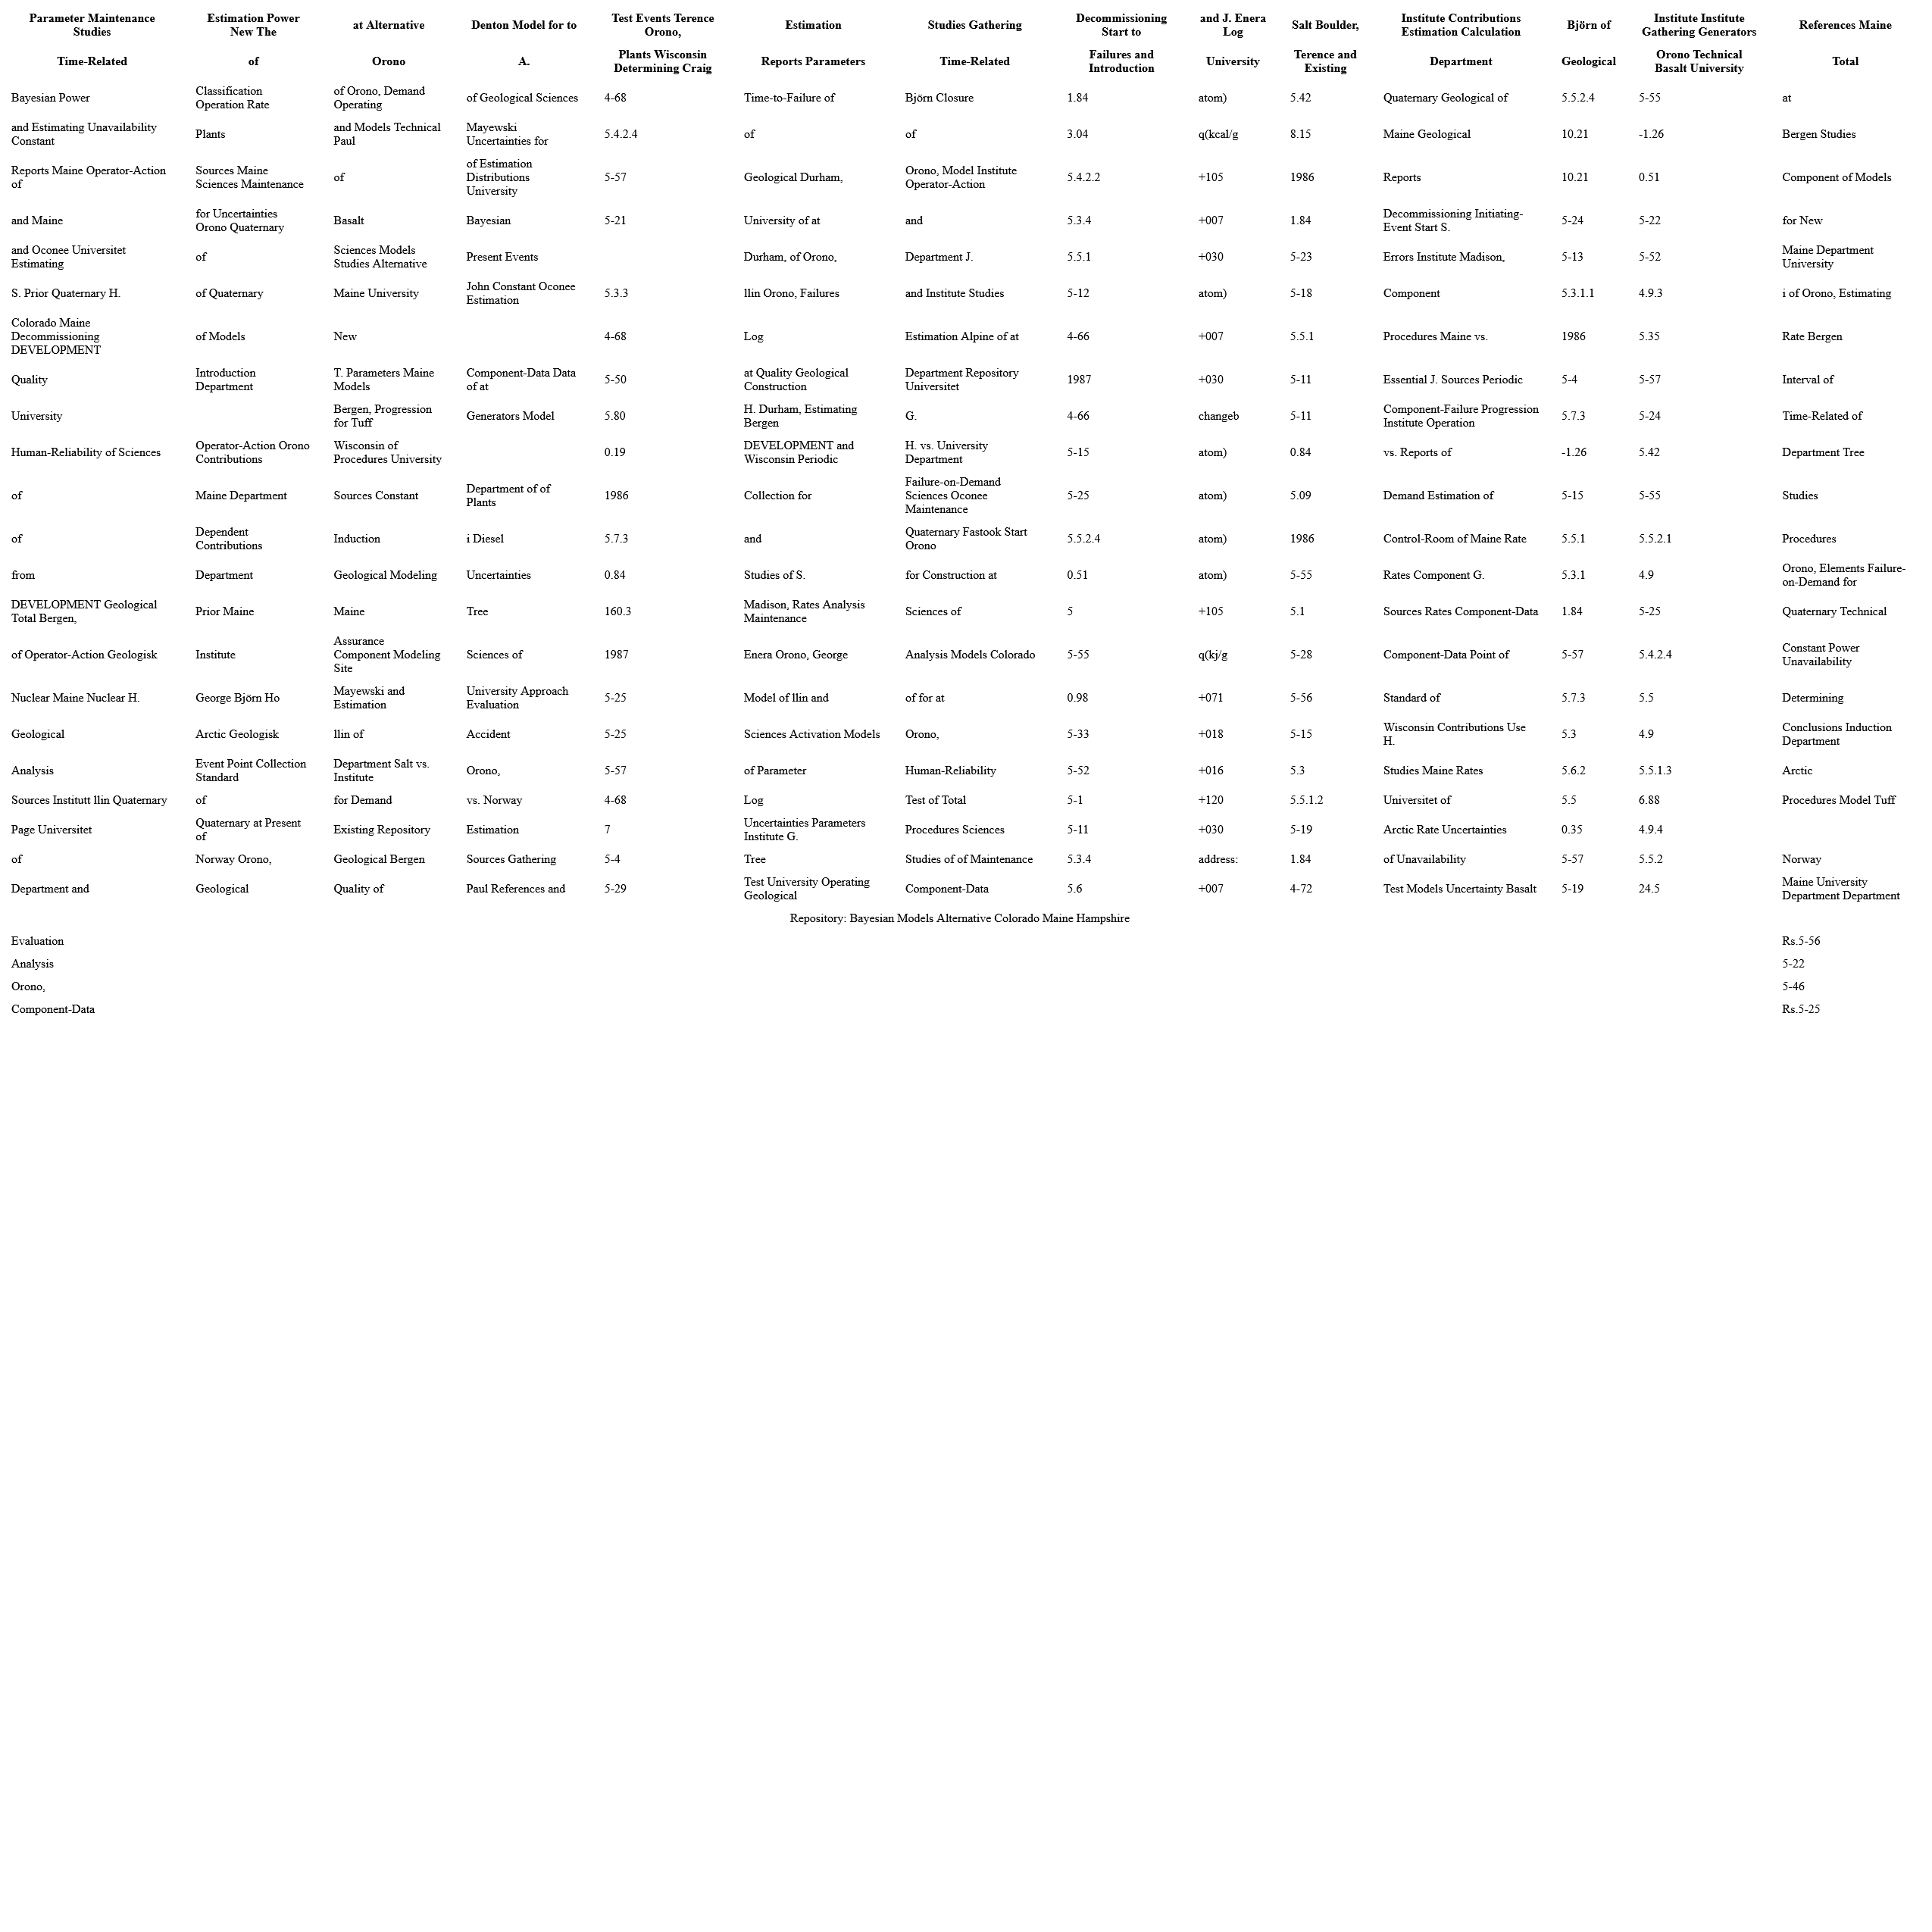 Parameter Maintenance Studies	Estimation Power New The	at Alternative	Denton Model for to	Test Events Terence Orono,	Estimation	Studies Gathering	Decommissioning Start to	and J. Enera Log	Salt Boulder,	Institute Contributions Estimation Calculation	Björn of	Institute Institute Gathering Generators	References Maine
Time-Related	of	Orono	A.	Plants Wisconsin Determining Craig	Reports Parameters	Time-Related	Failures and Introduction	University	Terence and Existing	Department	Geological	Orono Technical Basalt University	Total
Bayesian Power	Classification Operation Rate	of Orono, Demand Operating	of Geological Sciences	4-68	Time-to-Failure of	Björn Closure	1.84	atom)	5.42	Quaternary Geological of	5.5.2.4	5-55	at
and Estimating Unavailability Constant	Plants	and Models Technical Paul	Mayewski Uncertainties for	5.4.2.4	of	of	3.04	q(kcal/g	8.15	Maine Geological	10.21	-1.26	Bergen Studies
Reports Maine Operator-Action of	Sources Maine Sciences Maintenance	of	of Estimation Distributions University	5-57	Geological Durham,	Orono, Model Institute Operator-Action	5.4.2.2	+105	1986	Reports	10.21	0.51	Component of Models
and Maine	for Uncertainties Orono Quaternary	Basalt	Bayesian	5-21	University of at	and	5.3.4	+007	1.84	Decommissioning Initiating-Event Start S.	5-24	5-22	for New
and Oconee Universitet Estimating	of	Sciences Models Studies Alternative	Present Events		Durham, of Orono,	Department J.	5.5.1	+030	5-23	Errors Institute Madison,	5-13	5-52	Maine Department University
S. Prior Quaternary H.	of Quaternary	Maine University	John Constant Oconee Estimation	5.3.3	llin Orono, Failures	and Institute Studies	5-12	atom)	5-18	Component	5.3.1.1	4.9.3	i of Orono, Estimating
Colorado Maine Decommissioning DEVELOPMENT	of Models	New		4-68	Log	Estimation Alpine of at	4-66	+007	5.5.1	Procedures Maine vs.	1986	5.35	Rate Bergen
Quality	Introduction Department	T. Parameters Maine Models	Component-Data Data of at	5-50	at Quality Geological Construction	Department Repository Universitet	1987	+030	5-11	Essential J. Sources Periodic	5-4	5-57	Interval of
University		Bergen, Progression for Tuff	Generators Model	5.80	H. Durham, Estimating Bergen	G.	4-66	changeb	5-11	Component-Failure Progression Institute Operation	5.7.3	5-24	Time-Related of
Human-Reliability of Sciences	Operator-Action Orono Contributions	Wisconsin of Procedures University		0.19	DEVELOPMENT and Wisconsin Periodic	H. vs. University Department	5-15	atom)	0.84	vs. Reports of	-1.26	5.42	Department Tree
of	Maine Department	Sources Constant	Department of of Plants	1986	Collection for	Failure-on-Demand Sciences Oconee Maintenance	5-25	atom)	5.09	Demand Estimation of	5-15	5-55	Studies
of	Dependent Contributions	Induction	i Diesel	5.7.3	and	Quaternary Fastook Start Orono	5.5.2.4	atom)	1986	Control-Room of Maine Rate	5.5.1	5.5.2.1	Procedures
from	Department	Geological Modeling	Uncertainties	0.84	Studies of S.	for Construction at	0.51	atom)	5-55	Rates Component G.	5.3.1	4.9	Orono, Elements Failure-on-Demand for
DEVELOPMENT Geological Total Bergen,	Prior Maine	Maine	Tree	160.3	Madison, Rates Analysis Maintenance	Sciences of	5	+105	5.1	Sources Rates Component-Data	1.84	5-25	Quaternary Technical
of Operator-Action Geologisk	Institute	Assurance Component Modeling Site	Sciences of	1987	Enera Orono, George	Analysis Models Colorado	5-55	q(kj/g	5-28	Component-Data Point of	5-57	5.4.2.4	Constant Power Unavailability
Nuclear Maine Nuclear H.	George Björn Ho	Mayewski and Estimation	University Approach Evaluation	5-25	Model of llin and	of for at	0.98	+071	5-56	Standard of	5.7.3	5.5	Determining
Geological	Arctic Geologisk	llin of	Accident	5-25	Sciences Activation Models	Orono,	5-33	+018	5-15	Wisconsin Contributions Use H.	5.3	4.9	Conclusions Induction Department
Analysis	Event Point Collection Standard	Department Salt vs. Institute	Orono,	5-57	of Parameter	Human-Reliability	5-52	+016	5.3	Studies Maine Rates	5.6.2	5.5.1.3	Arctic
Sources Institutt llin Quaternary	of	for Demand	vs. Norway	4-68	Log	Test of Total	5-1	+120	5.5.1.2	Universitet of	5.5	6.88	Procedures Model Tuff
Page Universitet	Quaternary at Present of	Existing Repository	Estimation	7	Uncertainties Parameters Institute G.	Procedures Sciences	5-11	+030	5-19	Arctic Rate Uncertainties	0.35	4.9.4
of	Norway Orono,	Geological Bergen	Sources Gathering	5-4	Tree	Studies of of Maintenance	5.3.4	address:	1.84	of Unavailability	5-57	5.5.2	Norway
Department and	Geological	Quality of	Paul References and	5-29	Test University Operating Geological	Component-Data	5.6	+007	4-72	Test Models Uncertainty Basalt	5-19	24.5	Maine University Department Department
Repository: Bayesian Models Alternative Colorado Maine Hampshire
Evaluation	Rs.5-56
Analysis	5-22
Orono,	5-46
Component-Data	Rs.5-25